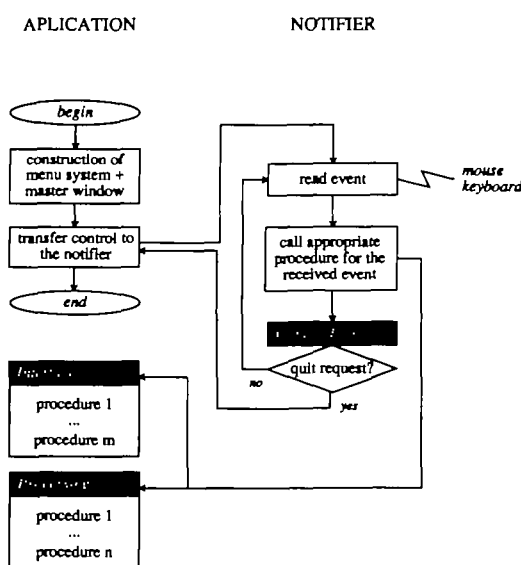 APLICATION
NOTIFIER
begin
construction of
menu system +
master window
transfer control to
the notifier
end
read event
mouse
keyboard
call appropriate
procedure for the
received event
quit request?
no
yes
procedure 1
...
procedure m
procedure 1
...
procedure n